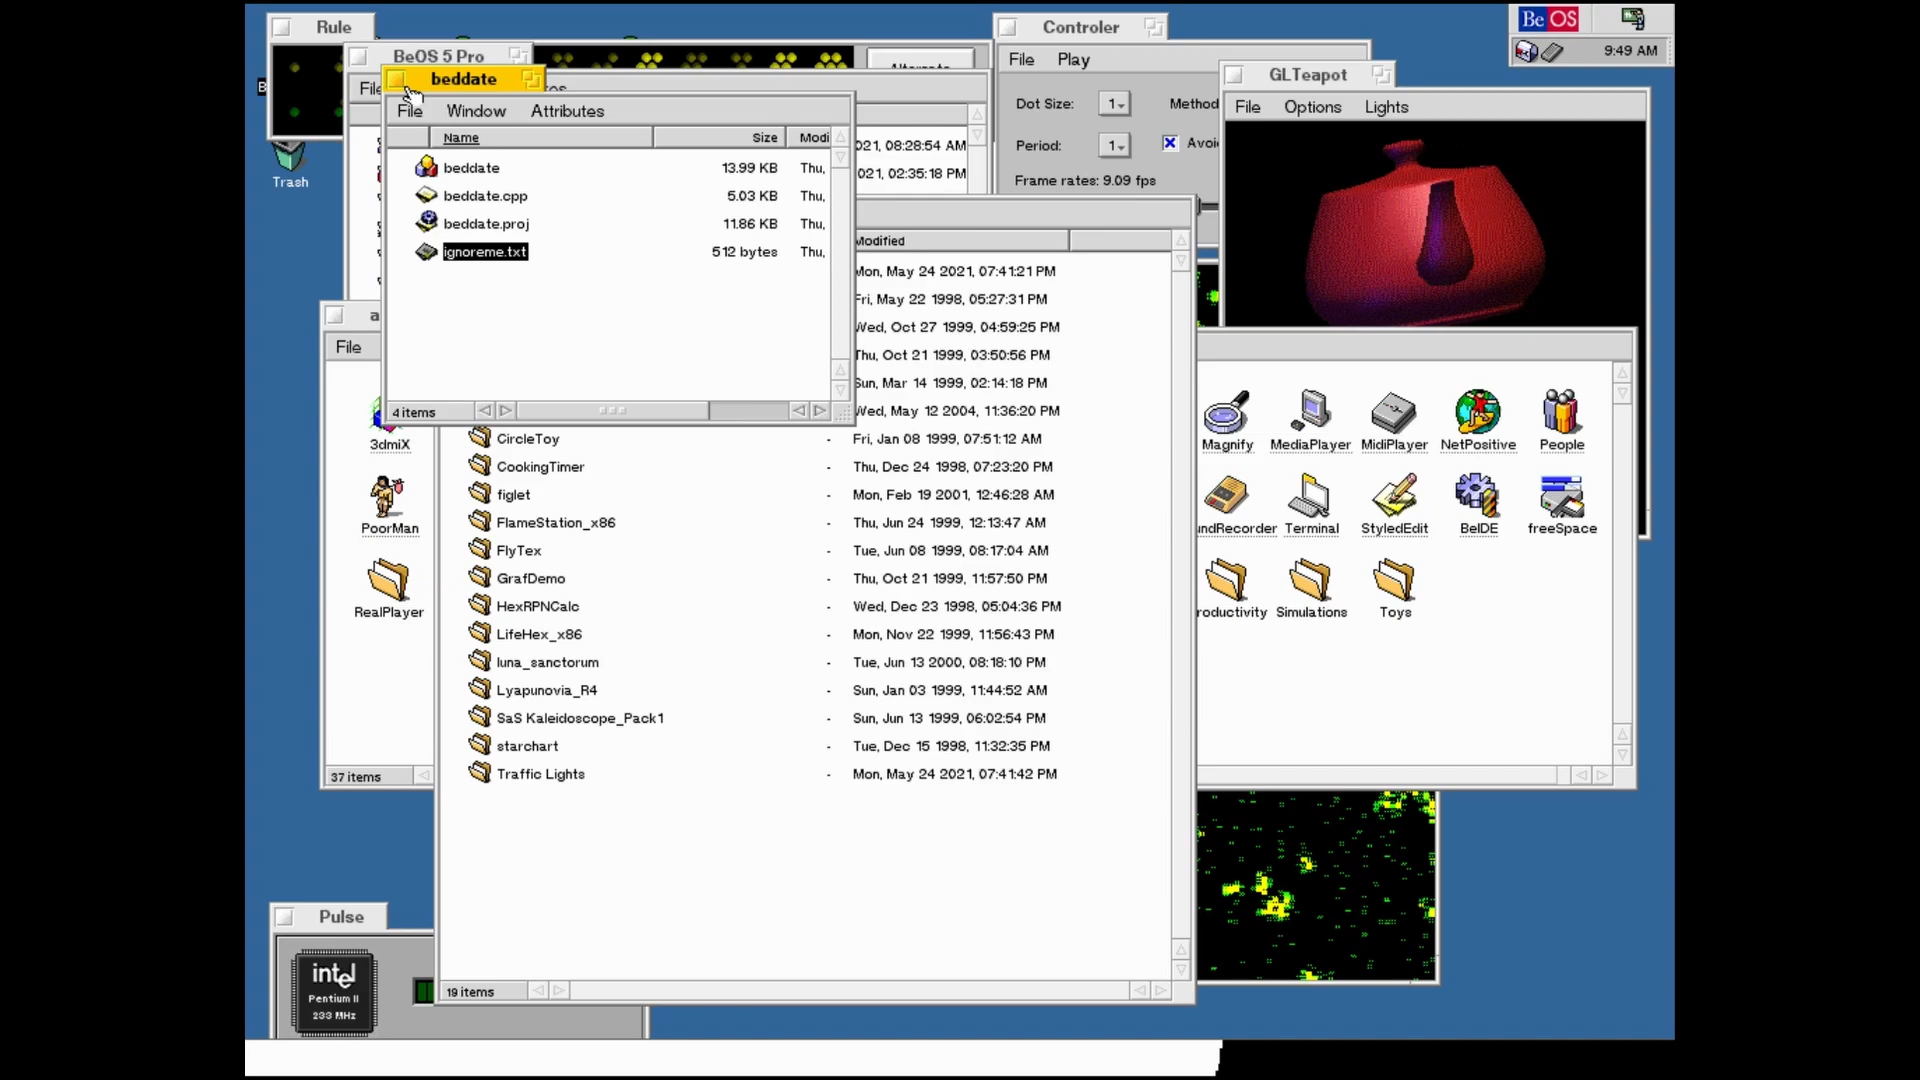 Rule
BeOS 5 Pro
beddate
File
Window
Attributes
Name
Size
Modi
beddate
13.99 KB
Thu,
beddate.cpp
5.03 KB
Thu,
beddate.proj
11.86 KB
Thu,
ignoreme.txt
512 bytes
Thu,
4 items
021, 08:28:54 AM
021, 02:35:18 PM
Trash
Controler
File
Play
Dot Size:
1
Method
Period:
1
Avoi
Frame rates: 9.09 fps
GLTeapot
File
Options
Lights
BeOS
9:49 AM
Modified
Mon, May 24 2021, 07:41:21 PM
Fri, May 22 1998, 05:27:31 PM
Wed, Oct 27 1999, 04:59:25 PM
Thu, Oct 21 1999, 03:50:56 PM
Sun, Mar 14 1999, 02:14:18 PM
Wed, May 12 2004, 11:36:20 PM
CircleToy
-
Fri, Jan 08 1999, 07:51:12 AM
CookingTimer
-
Thu, Dec 24 1998, 07:23:20 PM
figlet
-
Mon, Feb 19 2001, 12:46:28 AM
FlameStation_x86
-
Thu, Jun 24 1999, 12:13:47 AM
FlyTex
-
Tue, Jun 08 1999, 08:17:04 AM
GrafDemo
-
Thu, Oct 21 1999, 11:57:50 PM
HexRPNCalc
-
Wed, Dec 23 1998, 05:04:36 PM
LifeHex_x86
-
Mon, Nov 22 1999, 11:56:43 PM
luna_sanctorum
-
Tue, Jun 13 2000, 08:18:10 PM
Lyapunovia_R4
-
Sun, Jan 03 1999, 11:44:52 AM
SaS Kaleidoscope_Pack1
-
Sun, Jun 13 1999, 06:02:54 PM
starchart
-
Tue, Dec 15 1998, 11:32:35 PM
Traffic Lights
-
Mon, May 24 2021, 07:41:42 PM
19 items
File
3dmiX
PoorMan
RealPlayer
37 items
Magnify
MediaPlayer
MidiPlayer
NetPositive
People
undRecorder
Terminal
StyledEdit
BeIDE
freeSpace
roductivity
Simulations
Toys
Pulse
intel
Pentium II
233 MHz